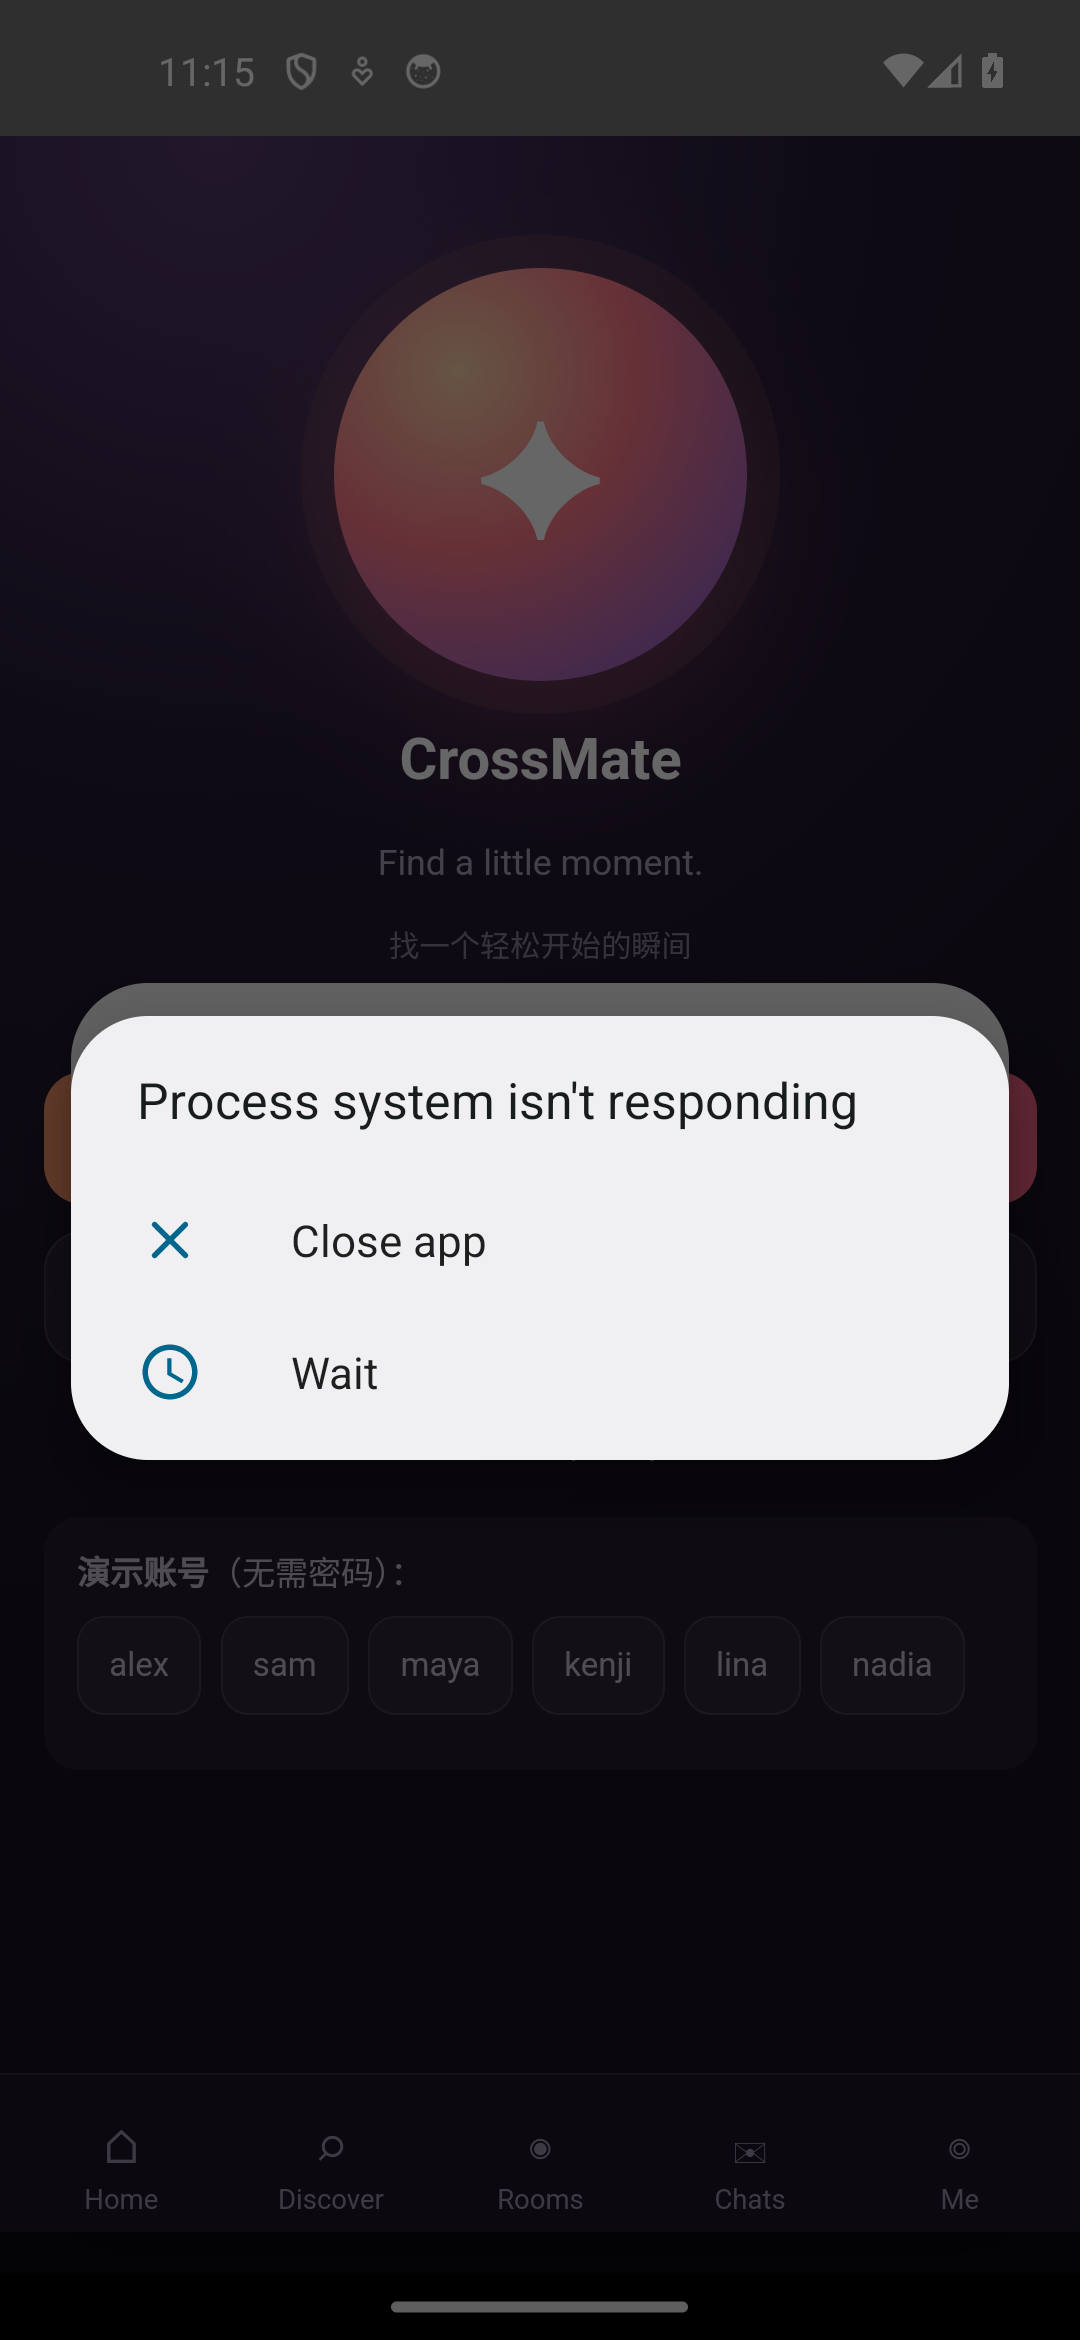 11:15
CrossMate
Find a little moment.
找一个轻松开始的瞬间
Process system isn't responding
Close app
Wait
演示账号（无需密码）：
alex sam maya kenji lina nadia
Home Discover Rooms Chats Me